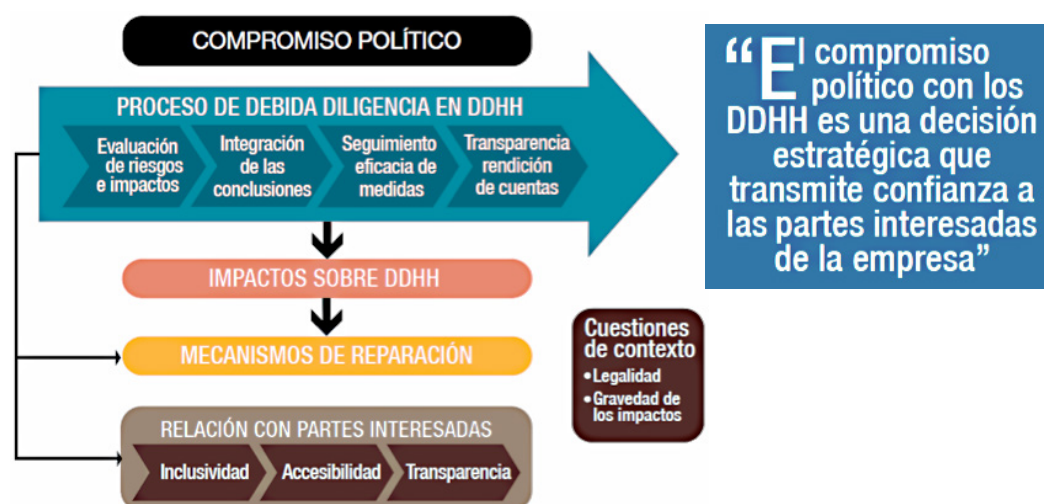 COMPROMISO POLÍTICO
PROCESO DE DEBIDA DILIGENCIA EN DDHH
Evaluación
de riesgos
e impactos
Integración
de las
conclusiones
Seguimiento
eficacia de
medidas
Transparencia
rendición
de cuentas
IMPACTOS SOBRE DDHH
MECANISMOS DE REPARACIÓN
RELACIÓN CON PARTES INTERESADAS
Inclusividad
Accesibilidad
Transparencia
Cuestiones
de contexto
•Legalidad
•Gravedad de
los impactos
“El compromiso
político con los
DDHH es una decisión
estratégica que
transmite confianza a
las partes interesadas
de la empresa”